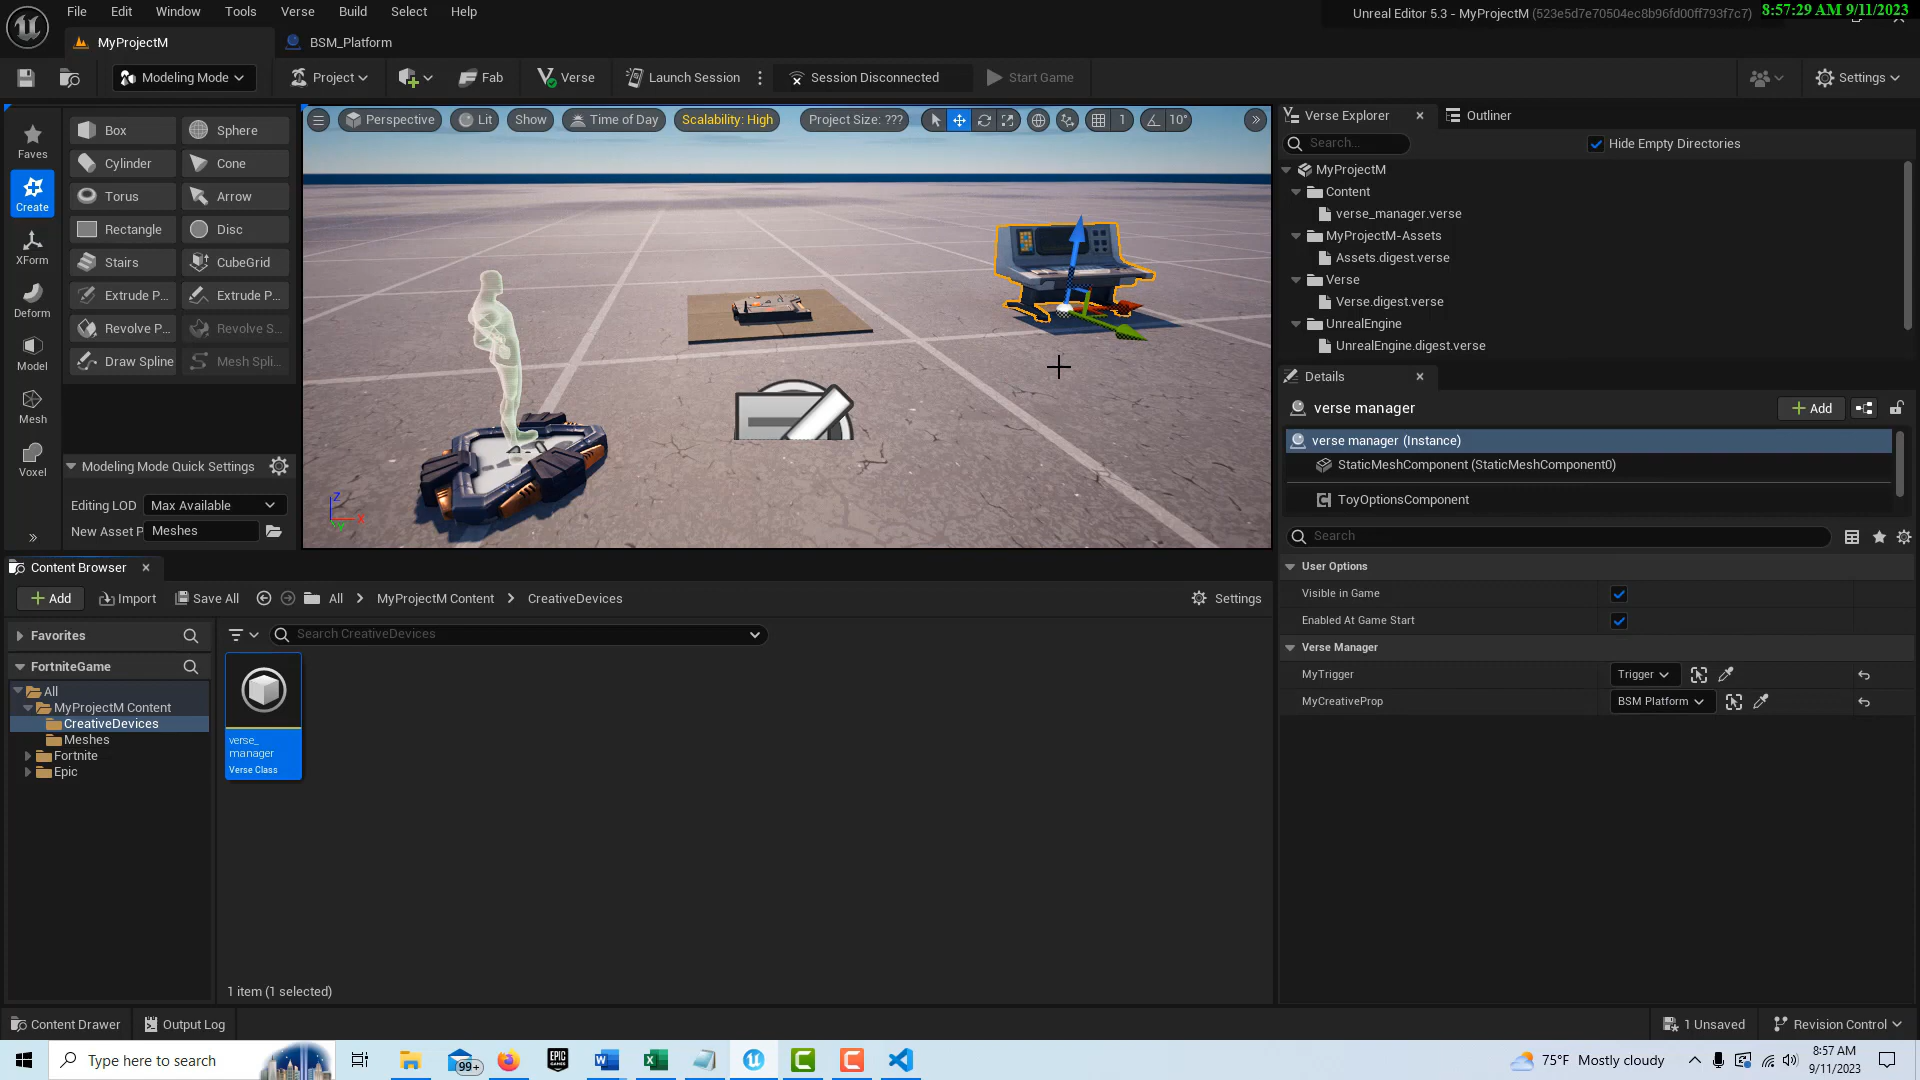 File Edit Window Tools Verse Build Select Help
Unreal Editor 5.3 - MyProjectM (523e5d7e70504ec8b96fd00ff793f7c7)
8:57:29 AM 9/11/2023
MyProjectM
BSM_Platform
Modeling Mode
Project
Fab
Verse
Launch Session
Session Disconnected
Start Game
Settings
Faves
Create
XForm
Deform
Model
Mesh
Voxel
Box Sphere
Cylinder Cone
Torus Arrow
Rectangle Disc
Stairs CubeGrid
Extrude P... Extrude P...
Revolve P... Revolve S...
Draw Spline Mesh Spli...
Modeling Mode Quick Settings
Editing LOD Max Available
New Asset P Meshes
Perspective Lit Show Time of Day Scalability: High Project Size: ??? 1 10°
Z
X
Verse Explorer
Outliner
Search...
Hide Empty Directories
MyProjectM
Content
verse_manager.verse
MyProjectM-Assets
Assets.digest.verse
Verse
Verse.digest.verse
UnrealEngine
UnrealEngine.digest.verse
Details
verse manager
Add
verse manager (Instance)
StaticMeshComponent (StaticMeshComponent0)
ToyOptionsComponent
Search
User Options
Visible in Game
Enabled At Game Start
Verse Manager
MyTrigger Trigger
MyCreativeProp BSM Platform
Content Browser
Add Import Save All All MyProjectM Content CreativeDevices Settings
Favorites
FortniteGame
All
MyProjectM Content
CreativeDevices
Meshes
Fortnite
Epic
Search CreativeDevices
verse_
manager
Verse Class
1 item (1 selected)
Content Drawer Output Log 1 Unsaved Revision Control
Type here to search
99+
EPIC
GAMES
75°F Mostly cloudy
8:57 AM
9/11/2023